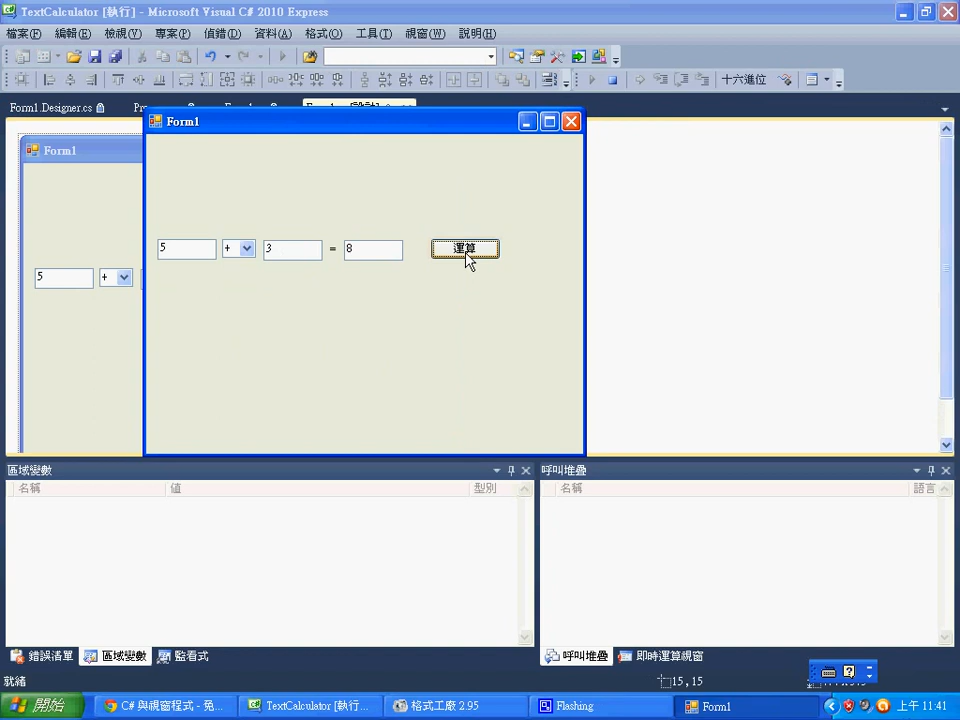 TextCalculator [執行] - Microsoft Visual C# 2010 Express
檔案(F) 編輯(E) 檢視(V) 專案(P) 偵錯(D) 資料(A) 格式(O) 工具(T) 視窗(W) 說明(H)
十六進位
Form1.Designer.cs
Form1
Form1
5 + 3 = 8 運算
5 +
區域變數
名稱 值 型別
呼叫堆疊
名稱 語言
錯誤清單 區域變數 監看式
呼叫堆疊 即時運算視窗
就緒
15, 15
開始
C# 與視窗程式 - 免...
TextCalculator [執行...
格式工廠 2.95
Flashing
Form1
上午 11:41